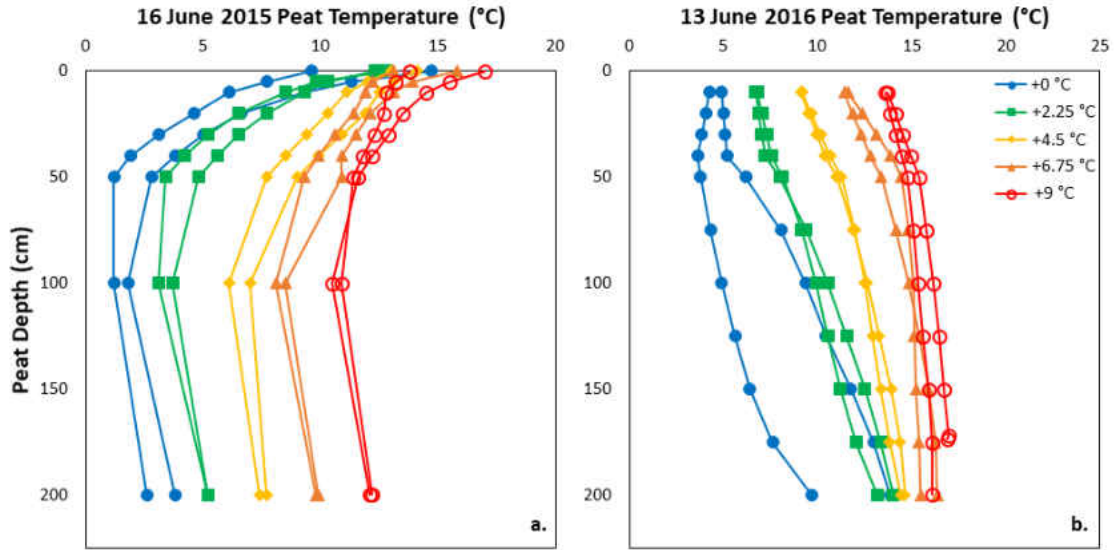 16 June 2015 Peat Temperature (°C)
0 5 10 15 20
Peat Depth (cm)
0
50
100
150
200
a.
13 June 2016 Peat Temperature (°C)
0 5 10 15 20 25
0
50
100
150
200
+0 °C
+2.25 °C
+4.5 °C
+6.75 °C
+9 °C
b.